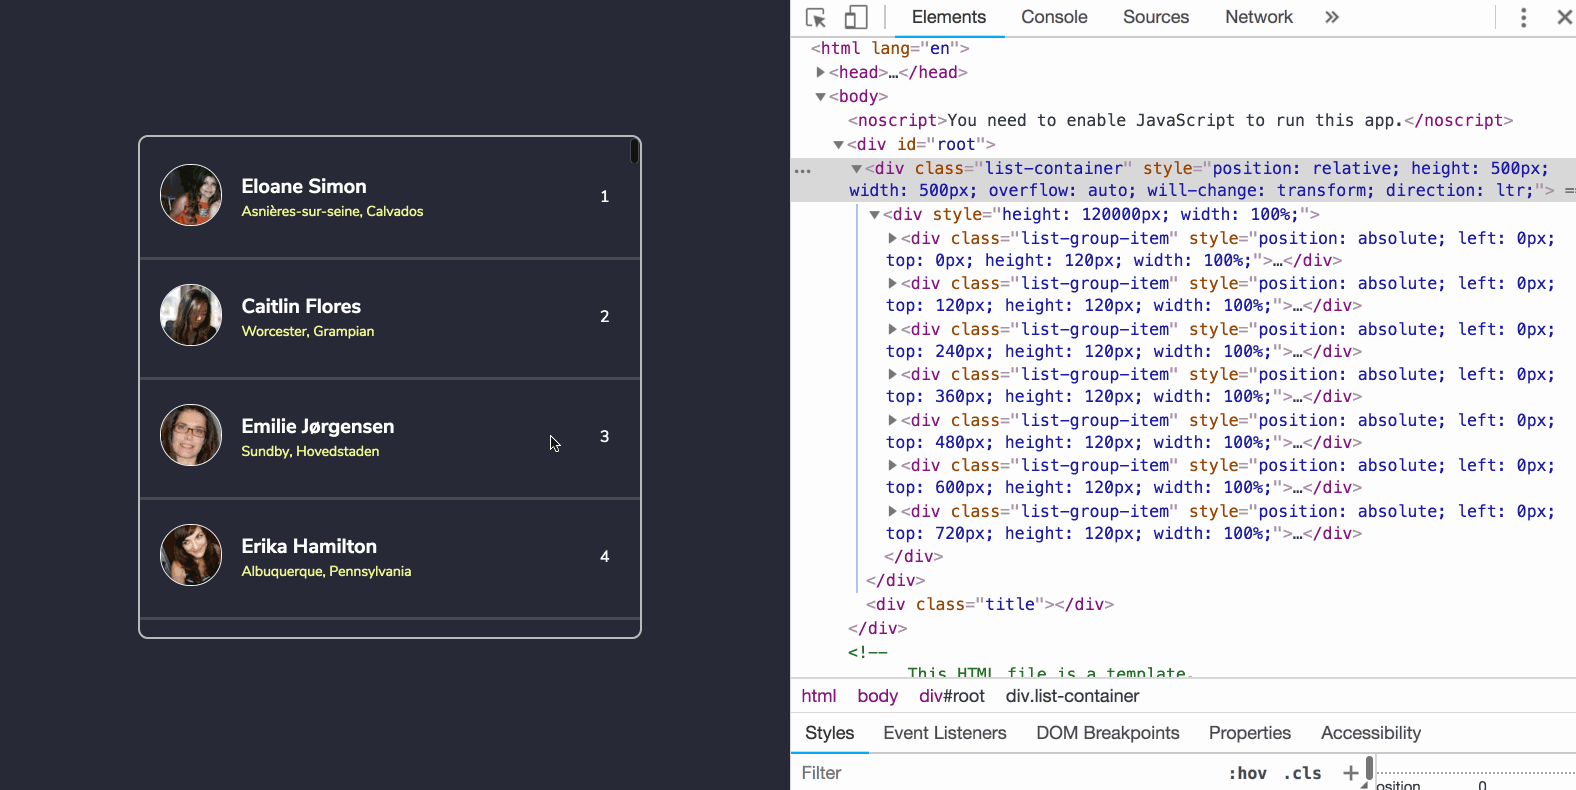 Eloane Simon
Asnières-sur-seine, Calvados
1
Caitlin Flores
Worcester, Grampian
2
Emilie Jørgensen
Sundby, Hovedstaden
3
Erika Hamilton
Albuquerque, Pennsylvania
4
Elements Console Sources Network »
<html lang="en">
<head>…</head>
<body>
<noscript>You need to enable JavaScript to run this app.</noscript>
<div id="root">
… <div class="list-container" style="position: relative; height: 500px;
width: 500px; overflow: auto; will-change: transform; direction: ltr;"> ==
<div style="height: 120000px; width: 100%;">
<div class="list-group-item" style="position: absolute; left: 0px;
top: 0px; height: 120px; width: 100%;">…</div>
<div class="list-group-item" style="position: absolute; left: 0px;
top: 120px; height: 120px; width: 100%;">…</div>
<div class="list-group-item" style="position: absolute; left: 0px;
top: 240px; height: 120px; width: 100%;">…</div>
<div class="list-group-item" style="position: absolute; left: 0px;
top: 360px; height: 120px; width: 100%;">…</div>
<div class="list-group-item" style="position: absolute; left: 0px;
top: 480px; height: 120px; width: 100%;">…</div>
<div class="list-group-item" style="position: absolute; left: 0px;
top: 600px; height: 120px; width: 100%;">…</div>
<div class="list-group-item" style="position: absolute; left: 0px;
top: 720px; height: 120px; width: 100%;">…</div>
</div>
</div>
<div class="title"></div>
</div>
<!--
This HTML file is a template.
html body div#root div.list-container
Styles Event Listeners DOM Breakpoints Properties Accessibility
Filter :hov .cls +
osition 0